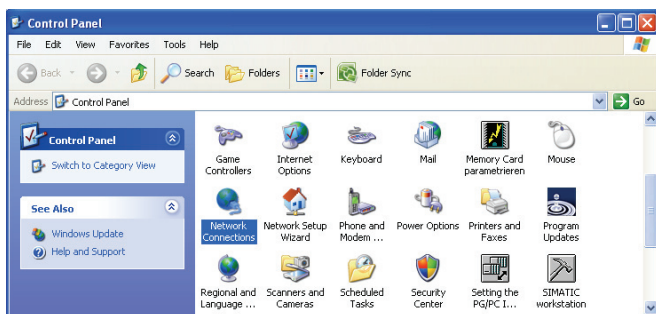 Control Panel
File Edit View Favorites Tools Help
Back Search Folders Folder Sync
Address Control Panel Go
Control Panel
Switch to Category View
See Also
Windows Update
Help and Support
Game Controllers
Internet Options
Keyboard
Mail
Memory Card parametrieren
Mouse
Network Connections
Network Setup Wizard
Phone and Modem ...
Power Options
Printers and Faxes
Program Updates
Regional and Language ...
Scanners and Cameras
Scheduled Tasks
Security Center
Setting the PG/PC I...
SIMATIC workstation